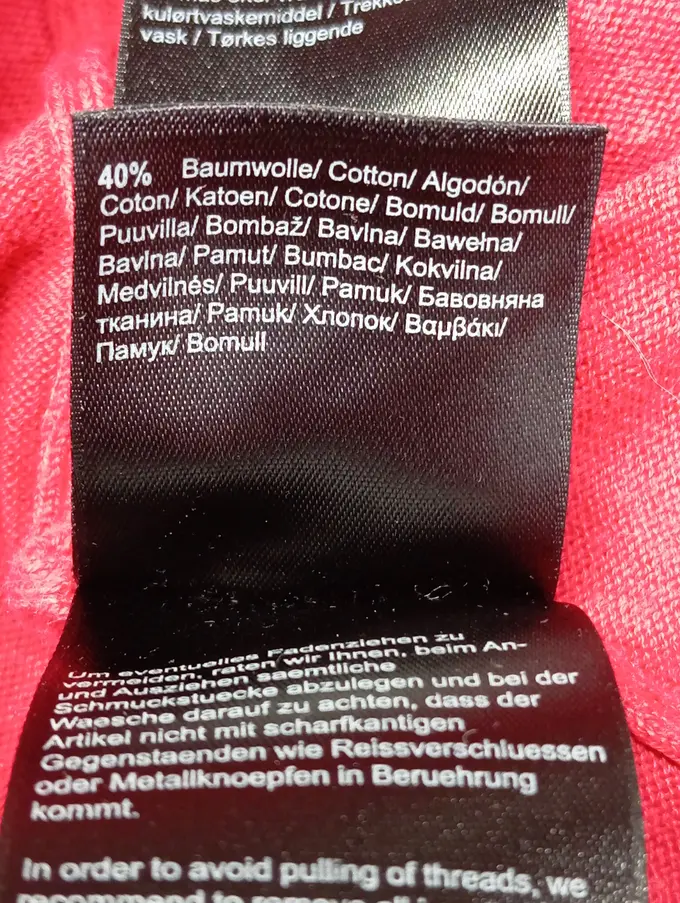 kulørtvaskemiddel / Trekkes
vask / Tørkes liggende
40% Baumwolle/ Cotton/ Algodón/
Coton/ Katoen/ Cotone/ Bomuld/ Bomull/
Puuvilla/ Bombaž/ Bavlna/ Bawełna/
Bavlna/ Pamut/ Bumbac/ Kokvilna/
Medvilnės/ Puuvill/ Pamuk/ Бавовняна
тканина/ Pamuk/ Хлопок/ Βαμβάκι/
Памук/ Bomull
Um eventuelles Fadenziehen zu
vermeiden, raten wir Ihnen, beim An-
und Ausziehen saemtliche
Schmuckstuecke abzulegen und bei der
Waesche darauf zu achten, dass der
Artikel nicht mit scharfkantigen
Gegenstaenden wie Reissverschluessen
oder Metallknoepfen in Beruehrung
kommt.
In order to avoid pulling of threads, we
recommend to remove all